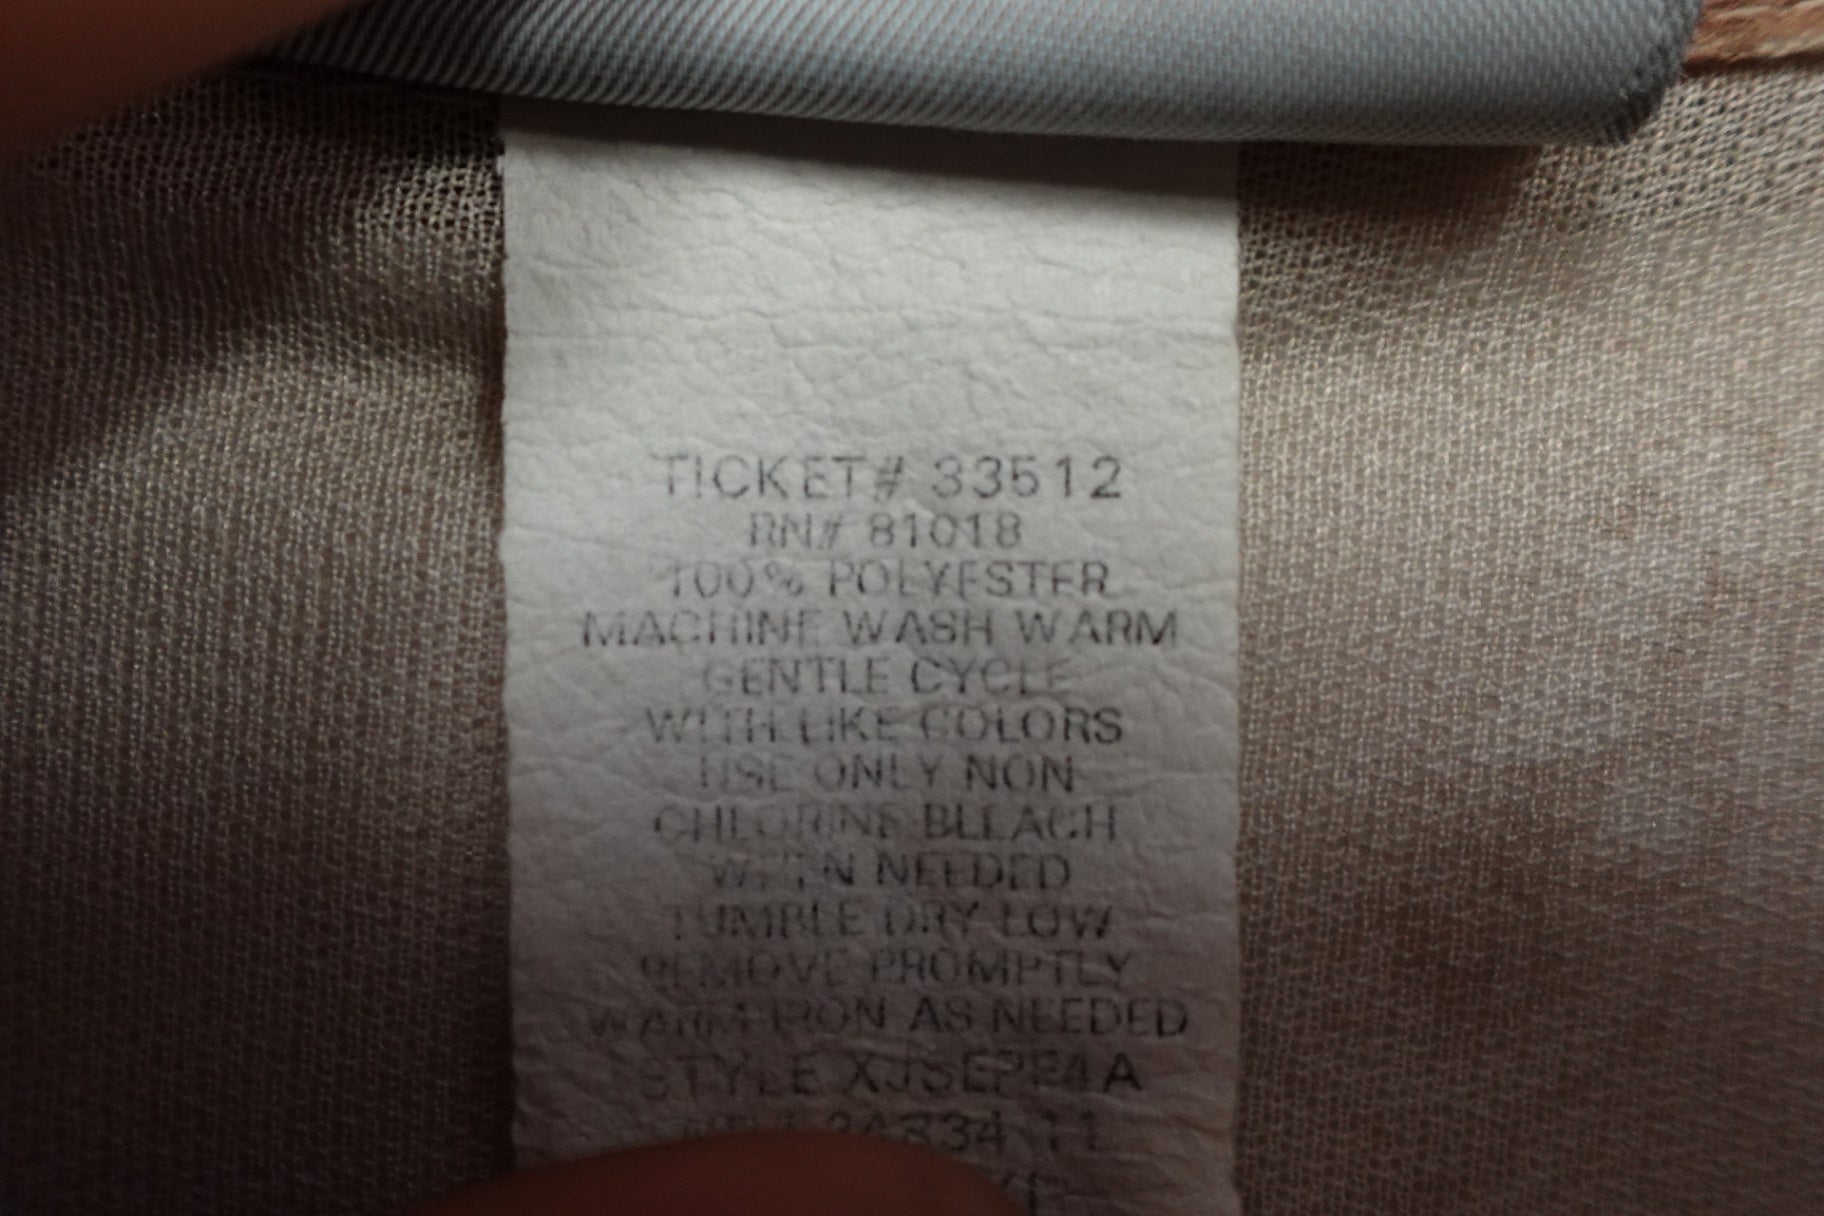 TICKET# 33512
RN# 81018
100% POLYESTER
MACHINE WASH WARM
GENTLE CYCLE
WITH LIKE COLORS
USE ONLY NON
CHLORINE BLEACH
WHEN NEEDED
TUMBLE DRY LOW
REMOVE PROMPTLY
WARM IRON AS NEEDED
STYLE